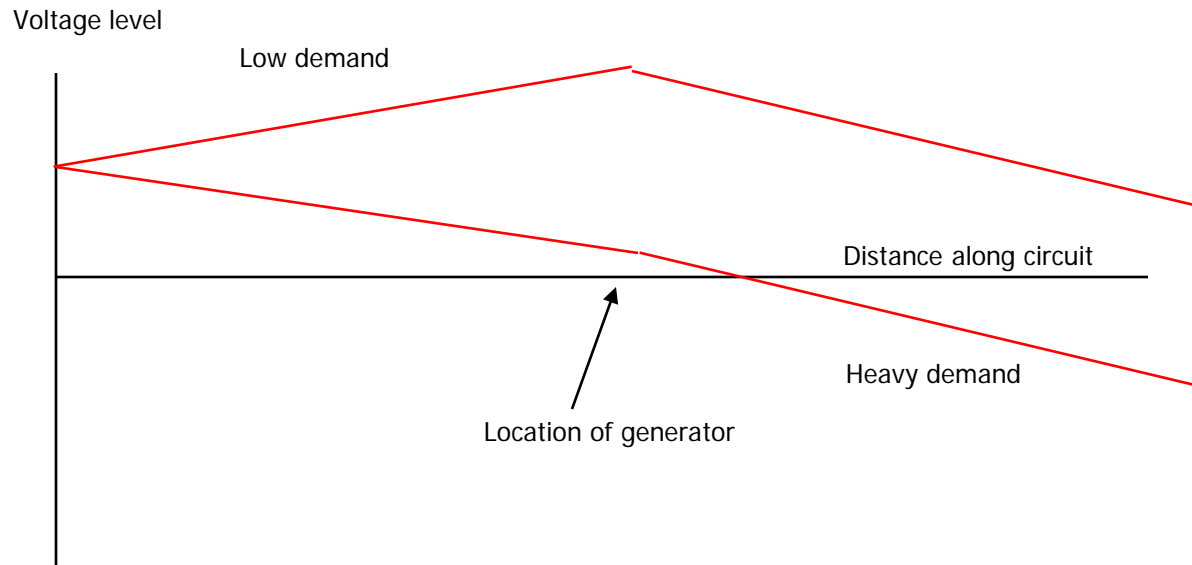 Voltage level
Low demand
Distance along circuit
Heavy demand
Location of generator